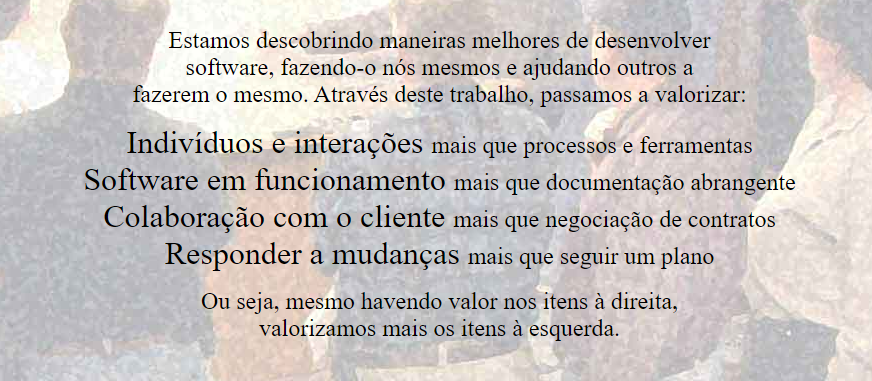 Estamos descobrindo maneiras melhores de desenvolver
software, fazendo-o nós mesmos e ajudando outros a
fazerem o mesmo. Através deste trabalho, passamos a valorizar:
Indivíduos e interações mais que processos e ferramentas
Software em funcionamento mais que documentação abrangente
Colaboração com o cliente mais que negociação de contratos
Responder a mudanças mais que seguir um plano
Ou seja, mesmo havendo valor nos itens à direita,
valorizamos mais os itens à esquerda.